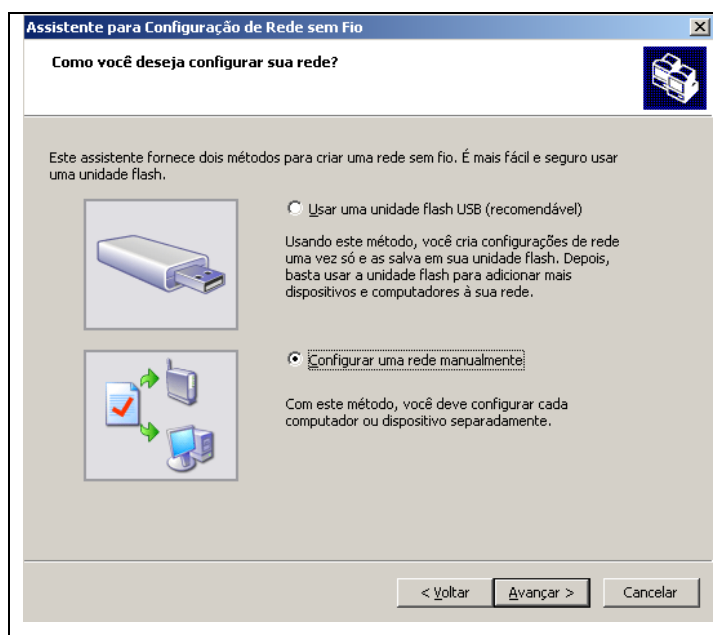 Assistente para Configuração de Rede sem Fio
Como você deseja configurar sua rede?
Este assistente fornece dois métodos para criar uma rede sem fio. É mais fácil e seguro usar
uma unidade flash.
Usar uma unidade flash USB (recomendável)
Usando este método, você cria configurações de rede
uma vez só e as salva em sua unidade flash. Depois,
basta usar a unidade flash para adicionar mais
dispositivos e computadores à sua rede.
Configurar uma rede manualmente
Com este método, você deve configurar cada
computador ou dispositivo separadamente.
< Voltar Avançar > Cancelar